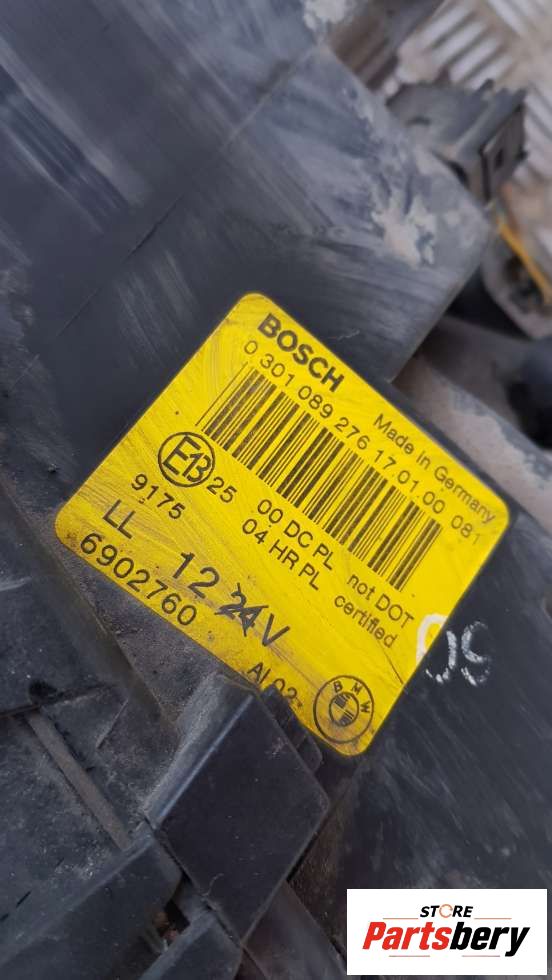 BOSCH
Made in Germany
0 301 089 276 17.01.00 081
E13 25
9175
00 DC PL
04 HR PL
not DOT
certified
LL
12 24V
6902760
AL02
BMW
STORE
Partsbery